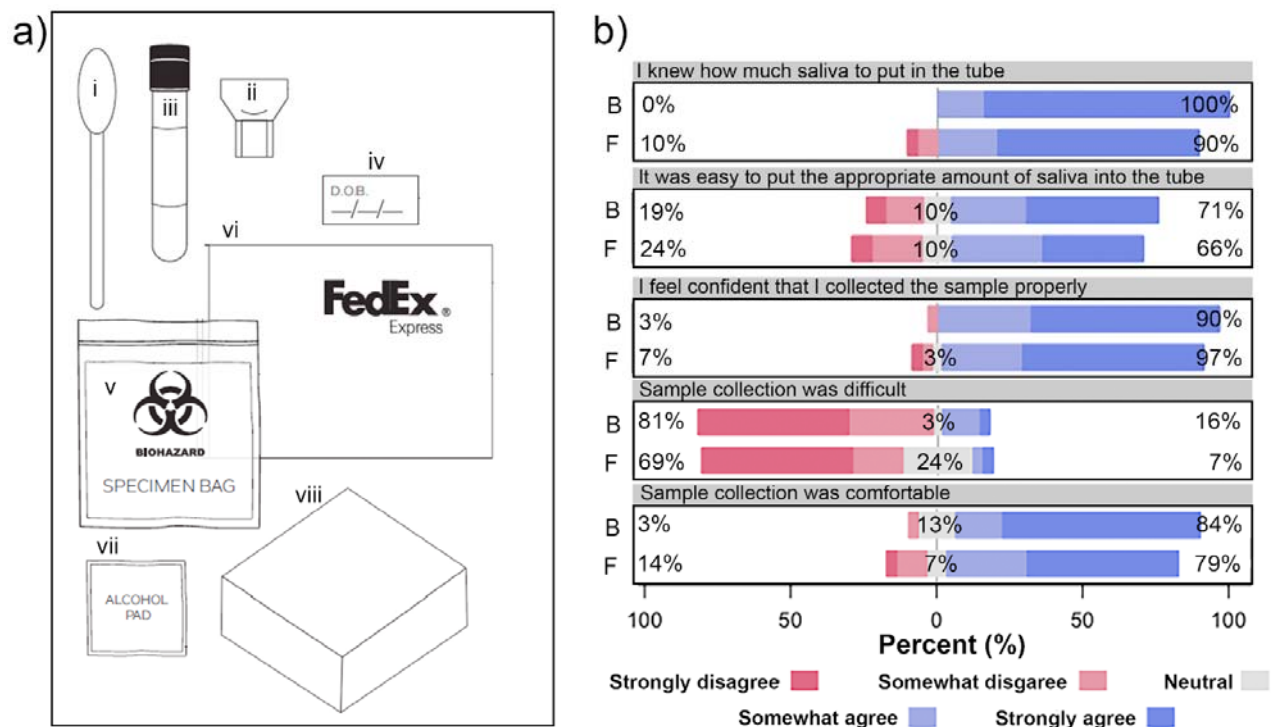 a)
i
iii
ii
iv
D.O.B.
__/__/__
vi
FedEx®
Express
v
BIOHAZARD
SPECIMEN BAG
vii
ALCOHOL
PAD
viii
b)
I knew how much saliva to put in the tube
B 0% 100%
F 10% 90%
It was easy to put the appropriate amount of saliva into the tube
B 19% 10% 71%
F 24% 10% 66%
I feel confident that I collected the sample properly
B 3% 90%
F 7% 3% 97%
Sample collection was difficult
B 81% 3% 16%
F 69% 24% 7%
Sample collection was comfortable
B 3% 13% 84%
F 14% 7% 79%
100 50 0 50 100
Percent (%)
Strongly disagree Somewhat disgaree Neutral
Somewhat agree Strongly agree